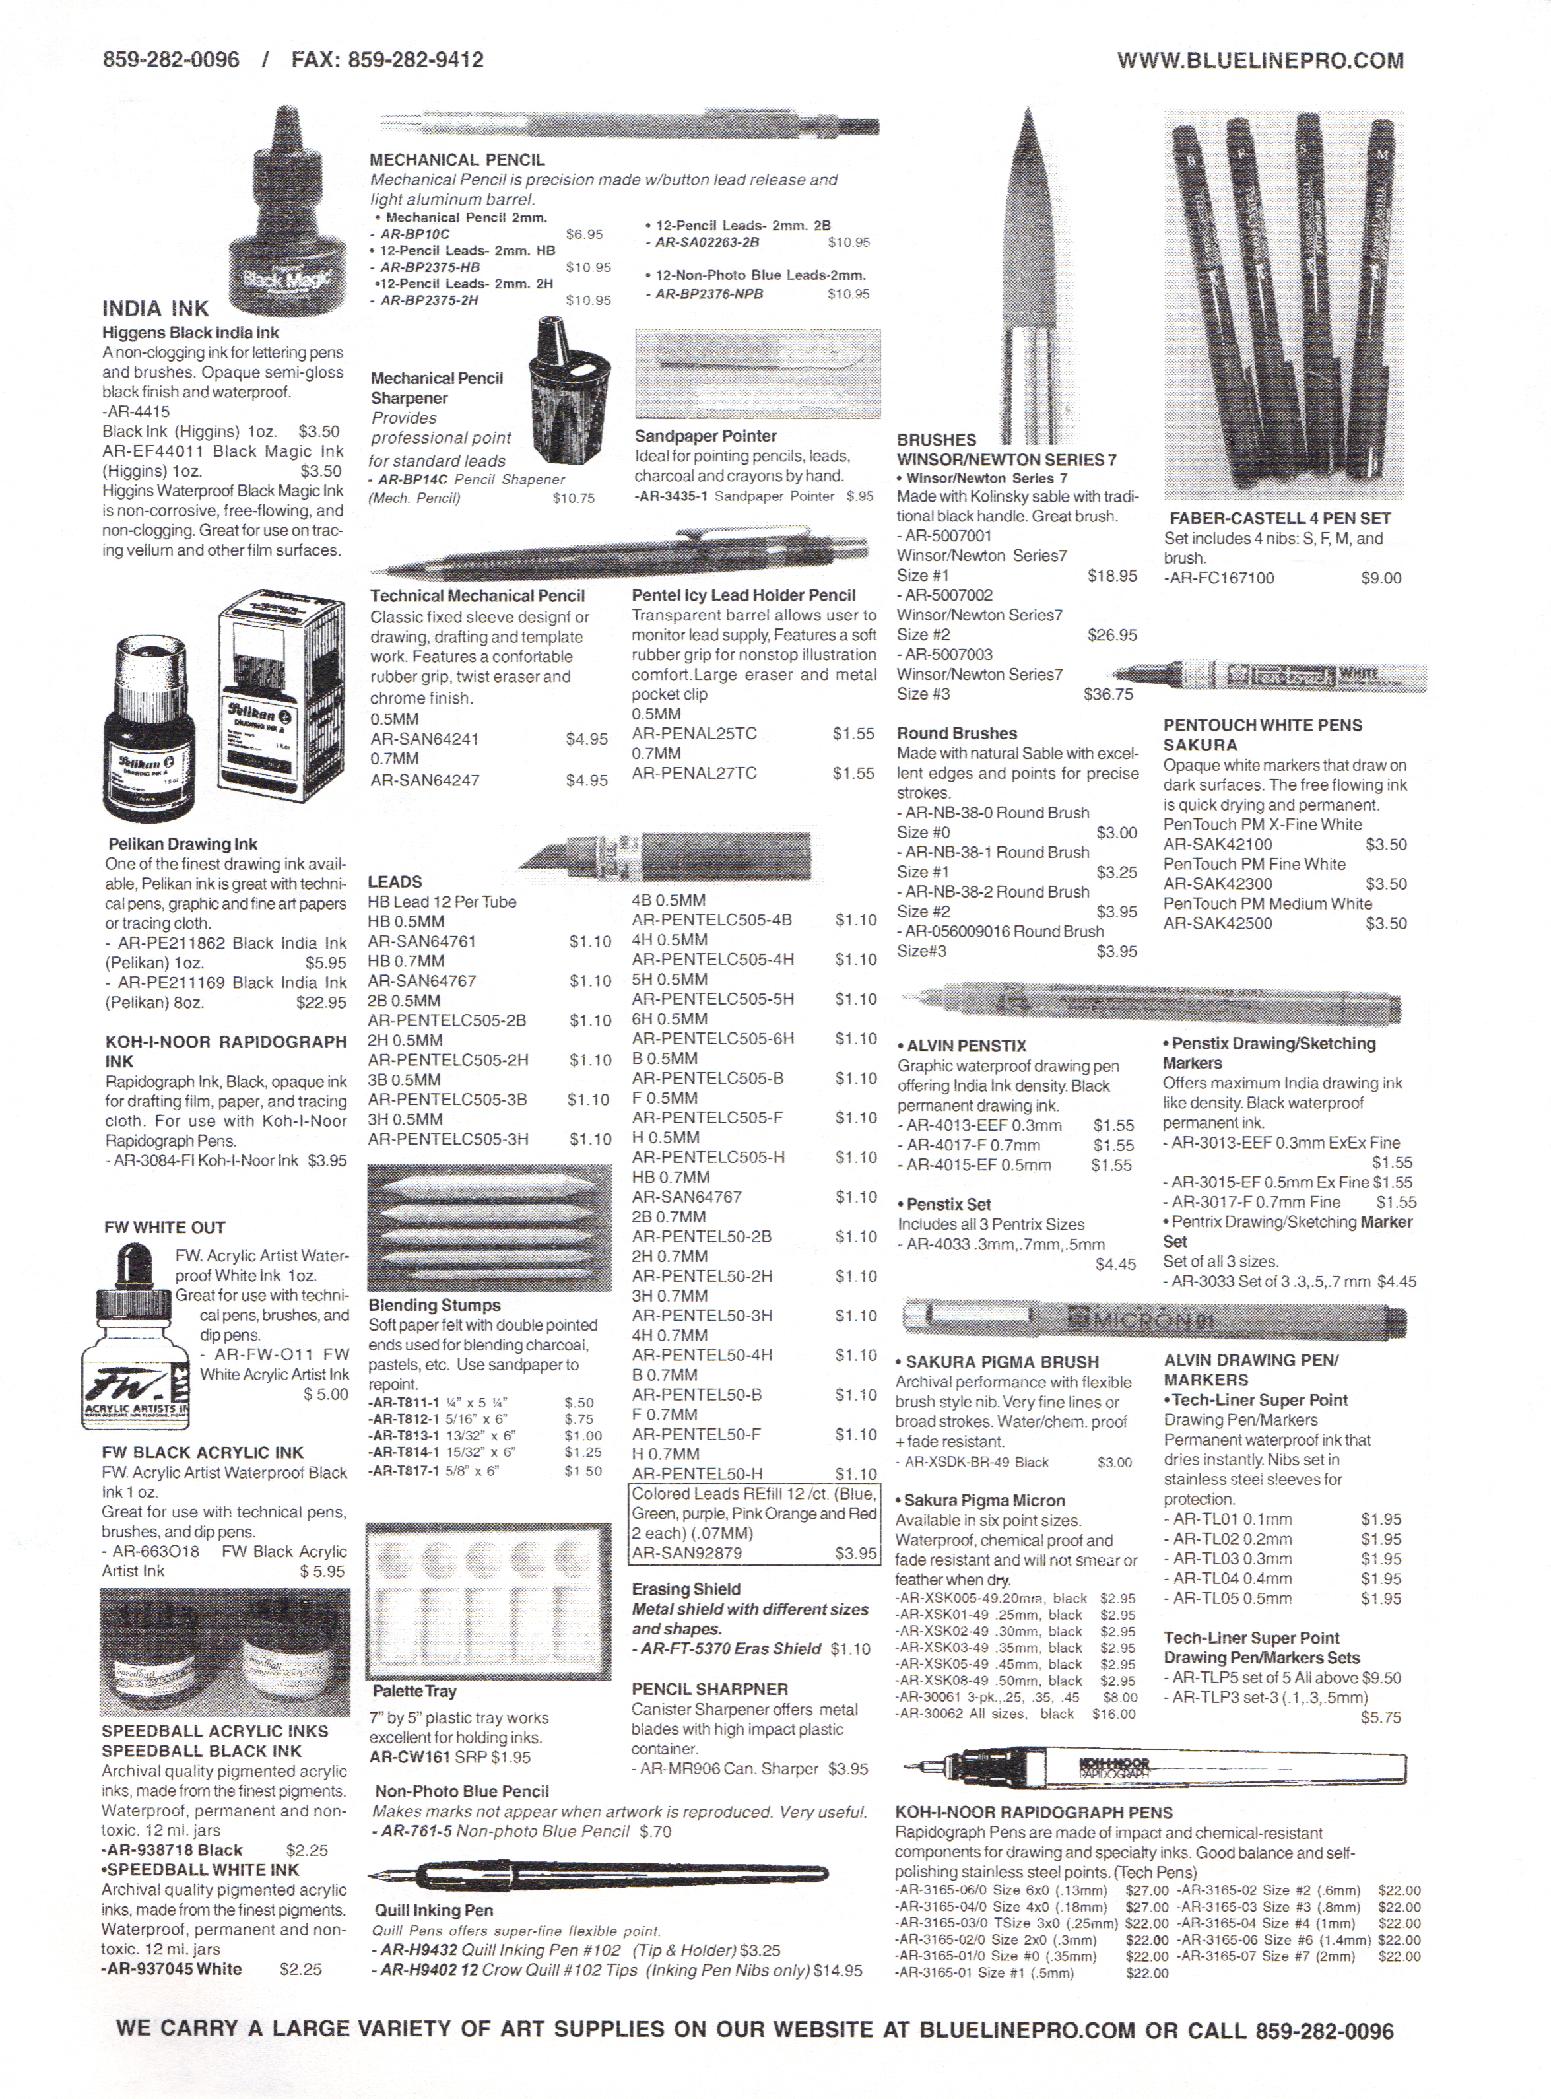 859-282-0096 / FAX: 859-282-9412
WWW.BLUELINEPRO.COM
Black Magic
INDIA INK
Higgens Black India Ink
A non-clogging ink for lettering pens
and brushes. Opaque semi-gloss
black finish and waterproof.
-AR-4415
Black Ink (Higgins) 1oz. $3.50
AR-EF44011 Black Magic Ink
(Higgins) 1oz. $3.50
Higgins Waterproof Black Magic Ink
is non-corrosive, free-flowing, and
non-clogging. Great for use on trac-
ing vellum and other film surfaces.
Pelikan
DRAWING INK A
Pelikan
DRAWING INK A
Pelikan Drawing Ink
One of the finest drawing ink avail-
able, Pelikan ink is great with techni-
cal pens, graphic and fine art papers
or tracing cloth.
- AR-PE211862 Black India Ink
(Pelikan) 1oz. $5.95
- AR-PE211169 Black India Ink
(Pelikan) 8oz. $22.95
KOH-I-NOOR RAPIDOGRAPH
INK
Rapidograph Ink, Black, opaque ink
for drafting film, paper, and tracing
cloth. For use with Koh-I-Noor
Rapidograph Pens.
- AR-3084-FI Koh-I-Noor Ink $3.95
FW WHITE OUT
FW. Acrylic Artist Water-
proof White Ink 1oz.
Great for use with techni-
cal pens, brushes, and
dip pens.
- AR-FW-O11 FW
White Acrylic Artist Ink
$ 5.00
FW.
ACRYLIC ARTISTS IN
FW BLACK ACRYLIC INK
FW. Acrylic Artist Waterproof Black
Ink 1 oz.
Great for use with technical pens,
brushes, and dip pens.
- AR-663O18 FW Black Acrylic
Artist Ink $ 5.95
SPEEDBALL ACRYLIC INKS
SPEEDBALL BLACK INK
Archival quality pigmented acrylic
inks, made from the finest pigments.
Waterproof, permanent and non-
toxic. 12 ml. jars
-AR-938718 Black $2.25
•SPEEDBALL WHITE INK
Archival quality pigmented acrylic
inks, made from the finest pigments.
Waterproof, permanent and non-
toxic. 12 ml. jars
-AR-937045 White $2.25
MECHANICAL PENCIL
Mechanical Pencil is precision made w/button lead release and
light aluminum barrel.
• Mechanical Pencil 2mm.
- AR-BP10C $6.95
• 12-Pencil Leads- 2mm. HB
- AR-BP2375-HB $10.95
•12-Pencil Leads- 2mm. 2H
- AR-BP2375-2H $10.95
• 12-Pencil Leads- 2mm. 2B
- AR-SA02263-2B $10.95
• 12-Non-Photo Blue Leads-2mm.
- AR-BP2376-NPB $10.95
Mechanical Pencil
Sharpener
Provides
professional point
for standard leads
- AR-BP14C Pencil Shapener
(Mech. Pencil) $10.75
Sandpaper Pointer
Ideal for pointing pencils, leads,
charcoal and crayons by hand.
-AR-3435-1 Sandpaper Pointer $.95
Technical Mechanical Pencil
Classic fixed sleeve designf or
drawing, drafting and template
work. Features a confortable
rubber grip, twist eraser and
chrome finish.
0.5MM
AR-SAN64241 $4.95
0.7MM
AR-SAN64247 $4.95
Pentel Icy Lead Holder Pencil
Transparent barrel allows user to
monitor lead supply, Features a soft
rubber grip for nonstop illustration
comfort.Large eraser and metal
pocket clip
0.5MM
AR-PENAL25TC $1.55
0.7MM
AR-PENAL27TC $1.55
LEADS
HB Lead 12 Per Tube
HB 0.5MM
AR-SAN64761 $1.10
HB 0.7MM
AR-SAN64767 $1.10
2B 0.5MM
AR-PENTELC505-2B $1.10
2H 0.5MM
AR-PENTELC505-2H $1.10
3B 0.5MM
AR-PENTELC505-3B $1.10
3H 0.5MM
AR-PENTELC505-3H $1.10
4B 0.5MM
AR-PENTELC505-4B $1.10
4H 0.5MM
AR-PENTELC505-4H $1.10
5H 0.5MM
AR-PENTELC505-5H $1.10
6H 0.5MM
AR-PENTELC505-6H $1.10
B 0.5MM
AR-PENTELC505-B $1.10
F 0.5MM
AR-PENTELC505-F $1.10
H 0.5MM
AR-PENTELC505-H $1.10
HB 0.7MM
AR-SAN64767 $1.10
2B 0.7MM
AR-PENTEL50-2B $1.10
2H 0.7MM
AR-PENTEL50-2H $1.10
3H 0.7MM
AR-PENTEL50-3H $1.10
4H 0.7MM
AR-PENTEL50-4H $1.10
B 0.7MM
AR-PENTEL50-B $1.10
F 0.7MM
AR-PENTEL50-F $1.10
H 0.7MM
AR-PENTEL50-H $1.10
Colored Leads REfill 12 /ct. (Blue,
Green, purple, Pink Orange and Red
2 each) (.07MM)
AR-SAN92879 $3.95
Blending Stumps
Soft paper felt with double pointed
ends used for blending charcoal,
pastels, etc. Use sandpaper to
repoint.
-AR-T811-1 ¼" x 5 ¼" $.50
-AR-T812-1 5/16" x 6" $.75
-AR-T813-1 13/32" x 6" $1.00
-AR-T814-1 15/32" x 6" $1.25
-AR-T817-1 5/8" x 6" $1 50
Palette Tray
7" by 5" plastic tray works
excellent for holding inks.
AR-CW161 SRP $1.95
Erasing Shield
Metal shield with different sizes
and shapes.
- AR-FT-5370 Eras Shield $1.10
PENCIL SHARPNER
Canister Sharpener offers metal
blades with high impact plastic
container.
- AR-MR906 Can. Sharper $3.95
Non-Photo Blue Pencil
Makes marks not appear when artwork is reproduced. Very useful.
- AR-761-5 Non-photo Blue Pencil $.70
Quill Inking Pen
Quill Pens offers super-fine flexible point.
- AR-H9432 Quill Inking Pen #102 (Tip & Holder) $3.25
- AR-H9402 12 Crow Quill #102 Tips (Inking Pen Nibs only) $14.95
BRUSHES
WINSOR/NEWTON SERIES 7
• Winsor/Newton Series 7
Made with Kolinsky sable with tradi-
tional black handle. Great brush.
- AR-5007001
Winsor/Newton Series7
Size #1 $18.95
- AR-5007002
Winsor/Newton Series7
Size #2 $26.95
- AR-5007003
Winsor/Newton Series7
Size #3 $36.75
Round Brushes
Made with natural Sable with excel-
lent edges and points for precise
strokes.
- AR-NB-38-0 Round Brush
Size #0 $3.00
- AR-NB-38-1 Round Brush
Size #1 $3.25
- AR-NB-38-2 Round Brush
Size #2 $3.95
- AR-056009016 Round Brush
Size#3 $3.95
B F S M
FABER-CASTELL 4 PEN SET
Set includes 4 nibs: S, F, M, and
brush.
-AR-FC167100 $9.00
WHITE
PENTOUCH WHITE PENS
SAKURA
Opaque white markers that draw on
dark surfaces. The free flowing ink
is quick drying and permanent.
PenTouch PM X-Fine White
AR-SAK42100 $3.50
PenTouch PM Fine White
AR-SAK42300 $3.50
PenTouch PM Medium White
AR-SAK42500 $3.50
• ALVIN PENSTIX
Graphic waterproof drawing pen
offering India Ink density. Black
permanent drawing ink.
- AR-4013-EEF 0.3mm $1.55
- AR-4017-F 0.7mm $1.55
- AR-4015-EF 0.5mm $1.55
• Penstix Set
Includes all 3 Pentrix Sizes
- AR-4033 .3mm,.7mm,.5mm
$4.45
• Penstix Drawing/Sketching
Markers
Offers maximum India drawing ink
like density. Black waterproof
permanent ink.
- AR-3013-EEF 0.3mm ExEx Fine
$1.55
- AR-3015-EF 0.5mm Ex Fine $1.55
- AR-3017-F 0.7mm Fine $1.55
• Pentrix Drawing/Sketching Marker
Set
Set of all 3 sizes.
- AR-3033 Set of 3 .3,.5,.7 mm $4.45
MICRON 01
• SAKURA PIGMA BRUSH
Archival performance with flexible
brush style nib. Very fine lines or
broad strokes. Water/chem. proof
+fade resistant.
- AR-XSDK-BR-49 Black $3.00
• Sakura Pigma Micron
Available in six point sizes.
Waterproof, chemical proof and
fade resistant and will not smear or
feather when dry.
-AR-XSK005-49.20mm, black $2.95
-AR-XSK01-49 .25mm, black $2.95
-AR-XSK02-49 .30mm, black $2.95
-AR-XSK03-49 .35mm, black $2.95
-AR-XSK05-49 .45mm, black $2.95
-AR-XSK08-49 .50mm, black $2.95
-AR-30061 3-pk.,.25, .35, .45 $8.00
-AR-30062 All sizes, black $16.00
ALVIN DRAWING PEN/
MARKERS
•Tech-Liner Super Point
Drawing Pen/Markers
Permanent waterproof ink that
dries instantly. Nibs set in
stainless steel sleeves for
protection.
- AR-TL01 0.1mm $1.95
- AR-TL02 0.2mm $1.95
- AR-TL03 0.3mm $1.95
- AR-TL04 0.4mm $1.95
- AR-TL05 0.5mm $1.95
Tech-Liner Super Point
Drawing Pen/Markers Sets
- AR-TLP5 set of 5 All above $9.50
- AR-TLP3 set-3 (.1,.3,.5mm)
$5.75
KOH-I-NOOR
RAPIDOGRAPH
KOH-I-NOOR RAPIDOGRAPH PENS
Rapidograph Pens are made of impact and chemical-resistant
components for drawing and specialty inks. Good balance and self-
polishing stainless steel points. (Tech Pens)
-AR-3165-06/0 Size 6x0 (.13mm) $27.00 -AR-3165-02 Size #2 (.6mm) $22.00
-AR-3165-04/0 Size 4x0 (.18mm) $27.00 -AR-3165-03 Size #3 (.8mm) $22.00
-AR-3165-03/0 TSize 3x0 (.25mm) $22.00 -AR-3165-04 Size #4 (1mm) $22.00
-AR-3165-02/0 Size 2x0 (.3mm) $22.00 -AR-3165-06 Size #6 (1.4mm) $22.00
-AR-3165-01/0 Size #0 (.35mm) $22.00 -AR-3165-07 Size #7 (2mm) $22.00
-AR-3165-01 Size #1 (.5mm) $22.00
WE CARRY A LARGE VARIETY OF ART SUPPLIES ON OUR WEBSITE AT BLUELINEPRO.COM OR CALL 859-282-0096